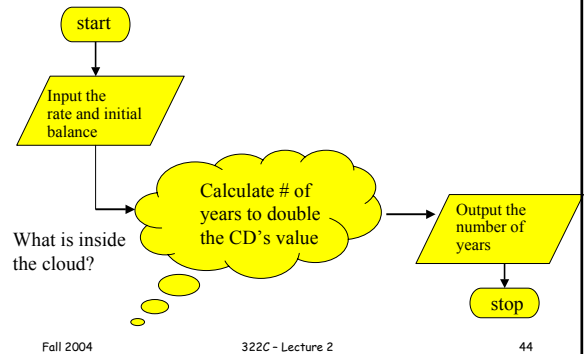 start
Input the
rate and initial
balance
Calculate # of
years to double
the CD's value
Output the
number of
years
What is inside
the cloud?
stop
Fall 2004
322C - Lecture 2
44